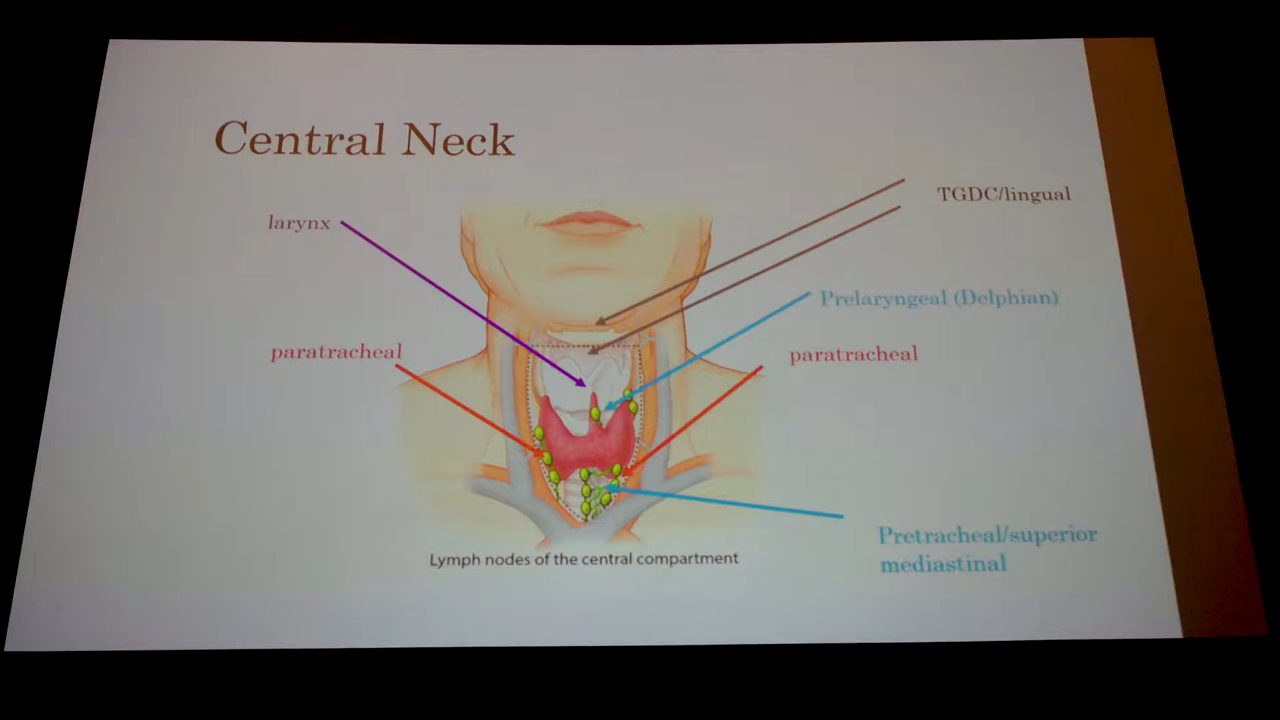 Central Neck
larynx
TGDC/lingual
Prelaryngeal (Delphian)
paratracheal
paratracheal
Pretracheal/superior
mediastinal
Lymph nodes of the central compartment